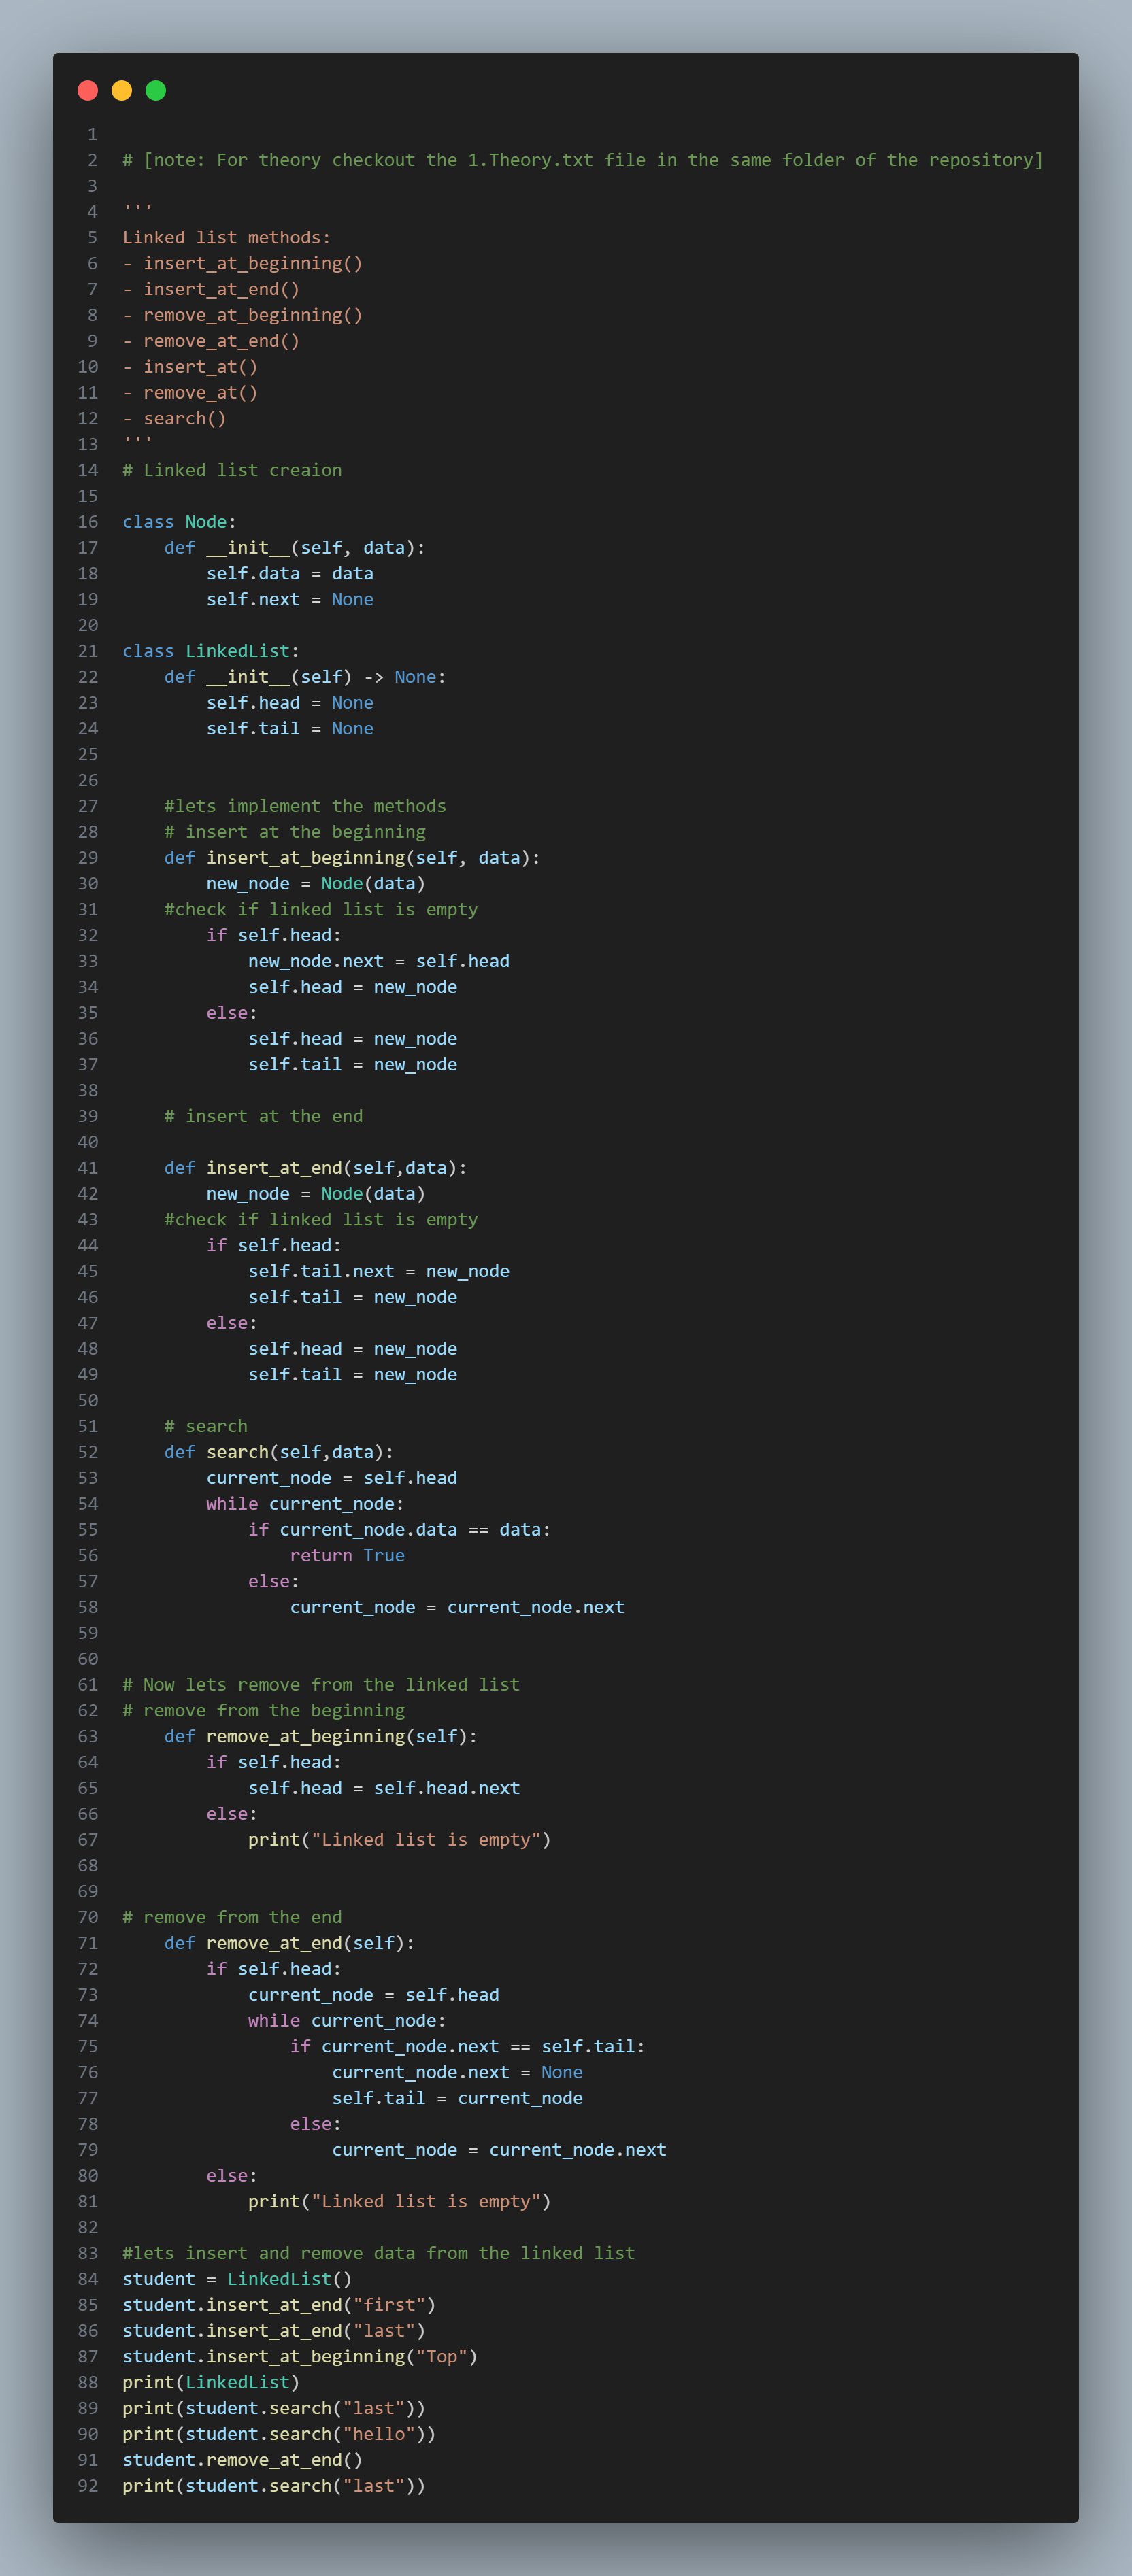 1
2 # [note: For theory checkout the 1.Theory.txt file in the same folder of the repository]
3
4 '''
5 Linked list methods:
6 - insert_at_beginning()
7 - insert_at_end()
8 - remove_at_beginning()
9 - remove_at_end()
10 - insert_at()
11 - remove_at()
12 - search()
13 '''
14 # Linked list creaion
15
16 class Node:
17     def __init__(self, data):
18         self.data = data
19         self.next = None
20
21 class LinkedList:
22     def __init__(self) -> None:
23         self.head = None
24         self.tail = None
25
26
27     #lets implement the methods
28     # insert at the beginning
29     def insert_at_beginning(self, data):
30         new_node = Node(data)
31     #check if linked list is empty
32         if self.head:
33             new_node.next = self.head
34             self.head = new_node
35         else:
36             self.head = new_node
37             self.tail = new_node
38
39     # insert at the end
40
41     def insert_at_end(self,data):
42         new_node = Node(data)
43     #check if linked list is empty
44         if self.head:
45             self.tail.next = new_node
46             self.tail = new_node
47         else:
48             self.head = new_node
49             self.tail = new_node
50
51     # search
52     def search(self,data):
53         current_node = self.head
54         while current_node:
55             if current_node.data == data:
56                 return True
57             else:
58                 current_node = current_node.next
59
60
61 # Now lets remove from the linked list
62 # remove from the beginning
63     def remove_at_beginning(self):
64         if self.head:
65             self.head = self.head.next
66         else:
67             print("Linked list is empty")
68
69
70 # remove from the end
71     def remove_at_end(self):
72         if self.head:
73             current_node = self.head
74             while current_node:
75                 if current_node.next == self.tail:
76                     current_node.next = None
77                     self.tail = current_node
78                 else:
79                     current_node = current_node.next
80         else:
81             print("Linked list is empty")
82
83 #lets insert and remove data from the linked list
84 student = LinkedList()
85 student.insert_at_end("first")
86 student.insert_at_end("last")
87 student.insert_at_beginning("Top")
88 print(LinkedList)
89 print(student.search("last"))
90 print(student.search("hello"))
91 student.remove_at_end()
92 print(student.search("last"))